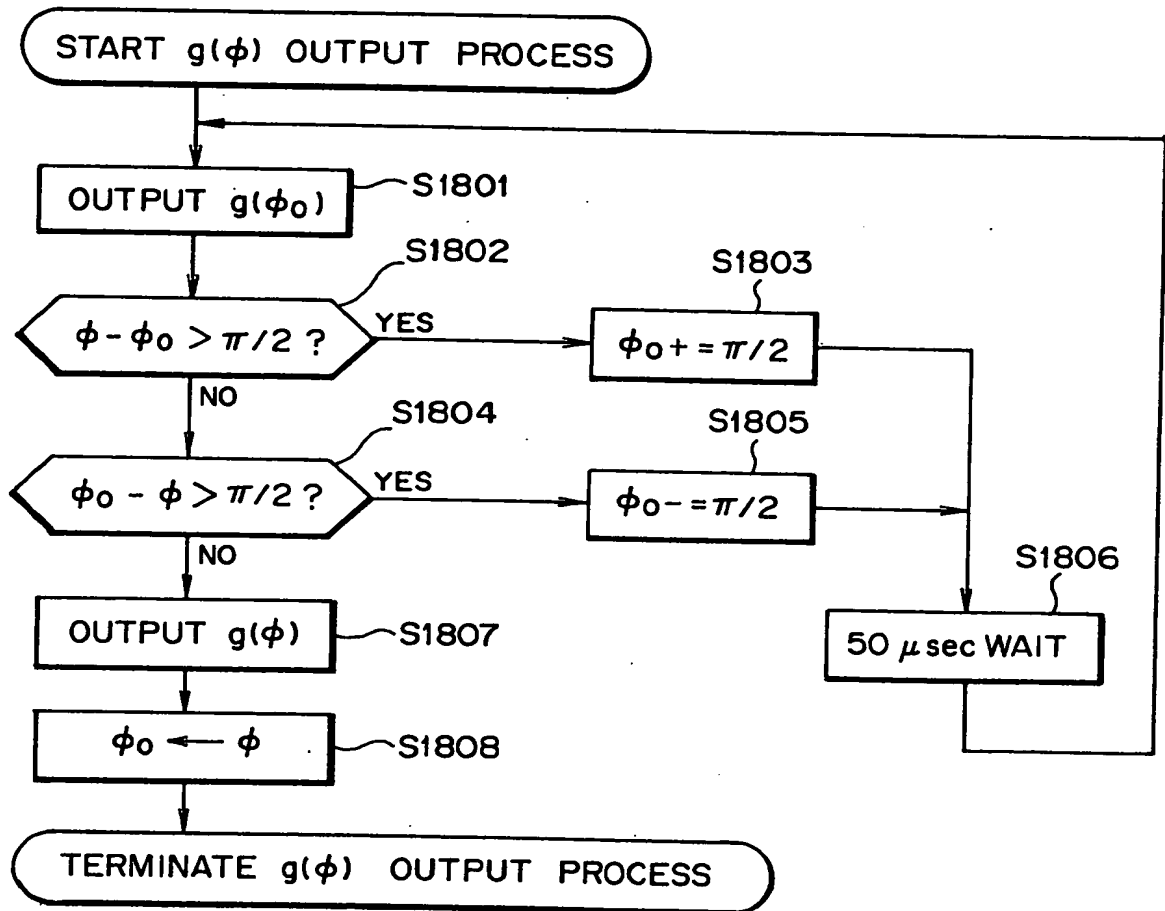 START g(ϕ) OUTPUT PROCESS
OUTPUT g(ϕ0)
S1801
S1802
ϕ-ϕ0 > π/2 ?
YES
S1803
ϕ0+=π/2
NO
S1804
ϕ0 - ϕ > π/2 ?
YES
S1805
ϕ0-=π/2
NO
S1806
50 μsec WAIT
OUTPUT g(ϕ)
S1807
ϕ0 ← ϕ
S1808
TERMINATE g(ϕ) OUTPUT PROCESS